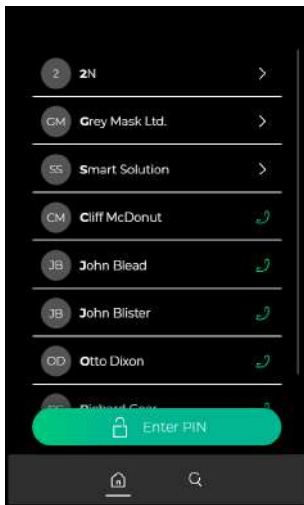 2 2N
GM Grey Mask Ltd.
SS Smart Solution
CM Cliff McDonut
JB John Blead
JB John Blister
OD Otto Dixon
Enter PIN